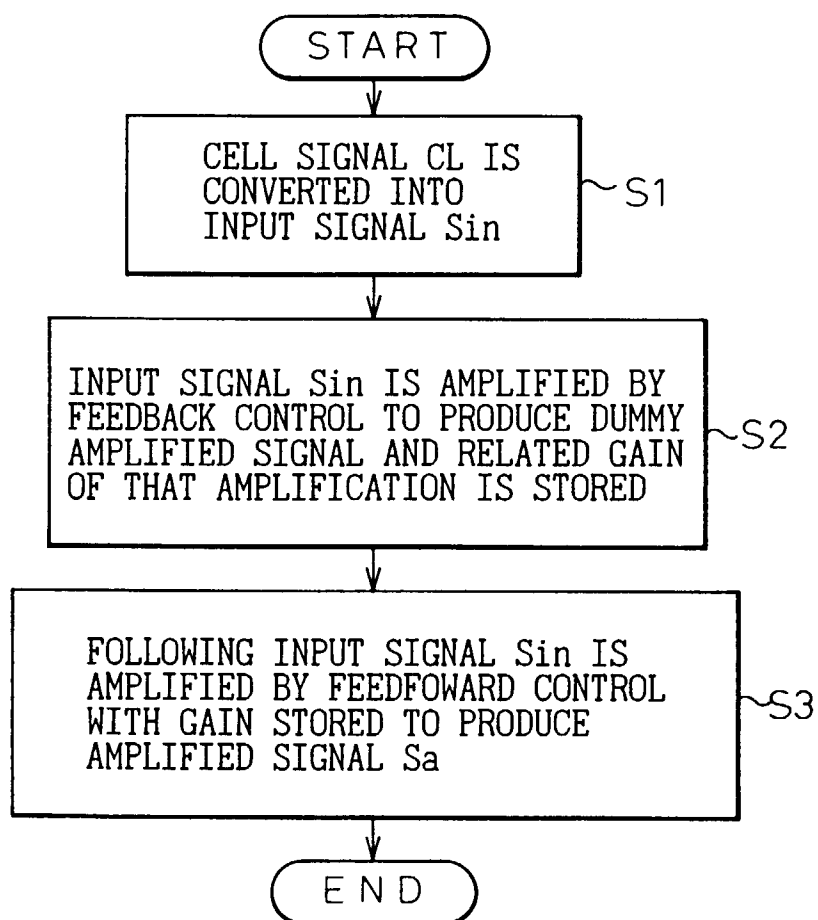 START
CELL SIGNAL CL IS
CONVERTED INTO
INPUT SIGNAL Sin
S1
INPUT SIGNAL Sin IS AMPLIFIED BY
FEEDBACK CONTROL TO PRODUCE DUMMY
AMPLIFIED SIGNAL AND RELATED GAIN
OF THAT AMPLIFICATION IS STORED
S2
FOLLOWING INPUT SIGNAL Sin IS
AMPLIFIED BY FEEDFOWARD CONTROL
WITH GAIN STORED TO PRODUCE
AMPLIFIED SIGNAL Sa
S3
END